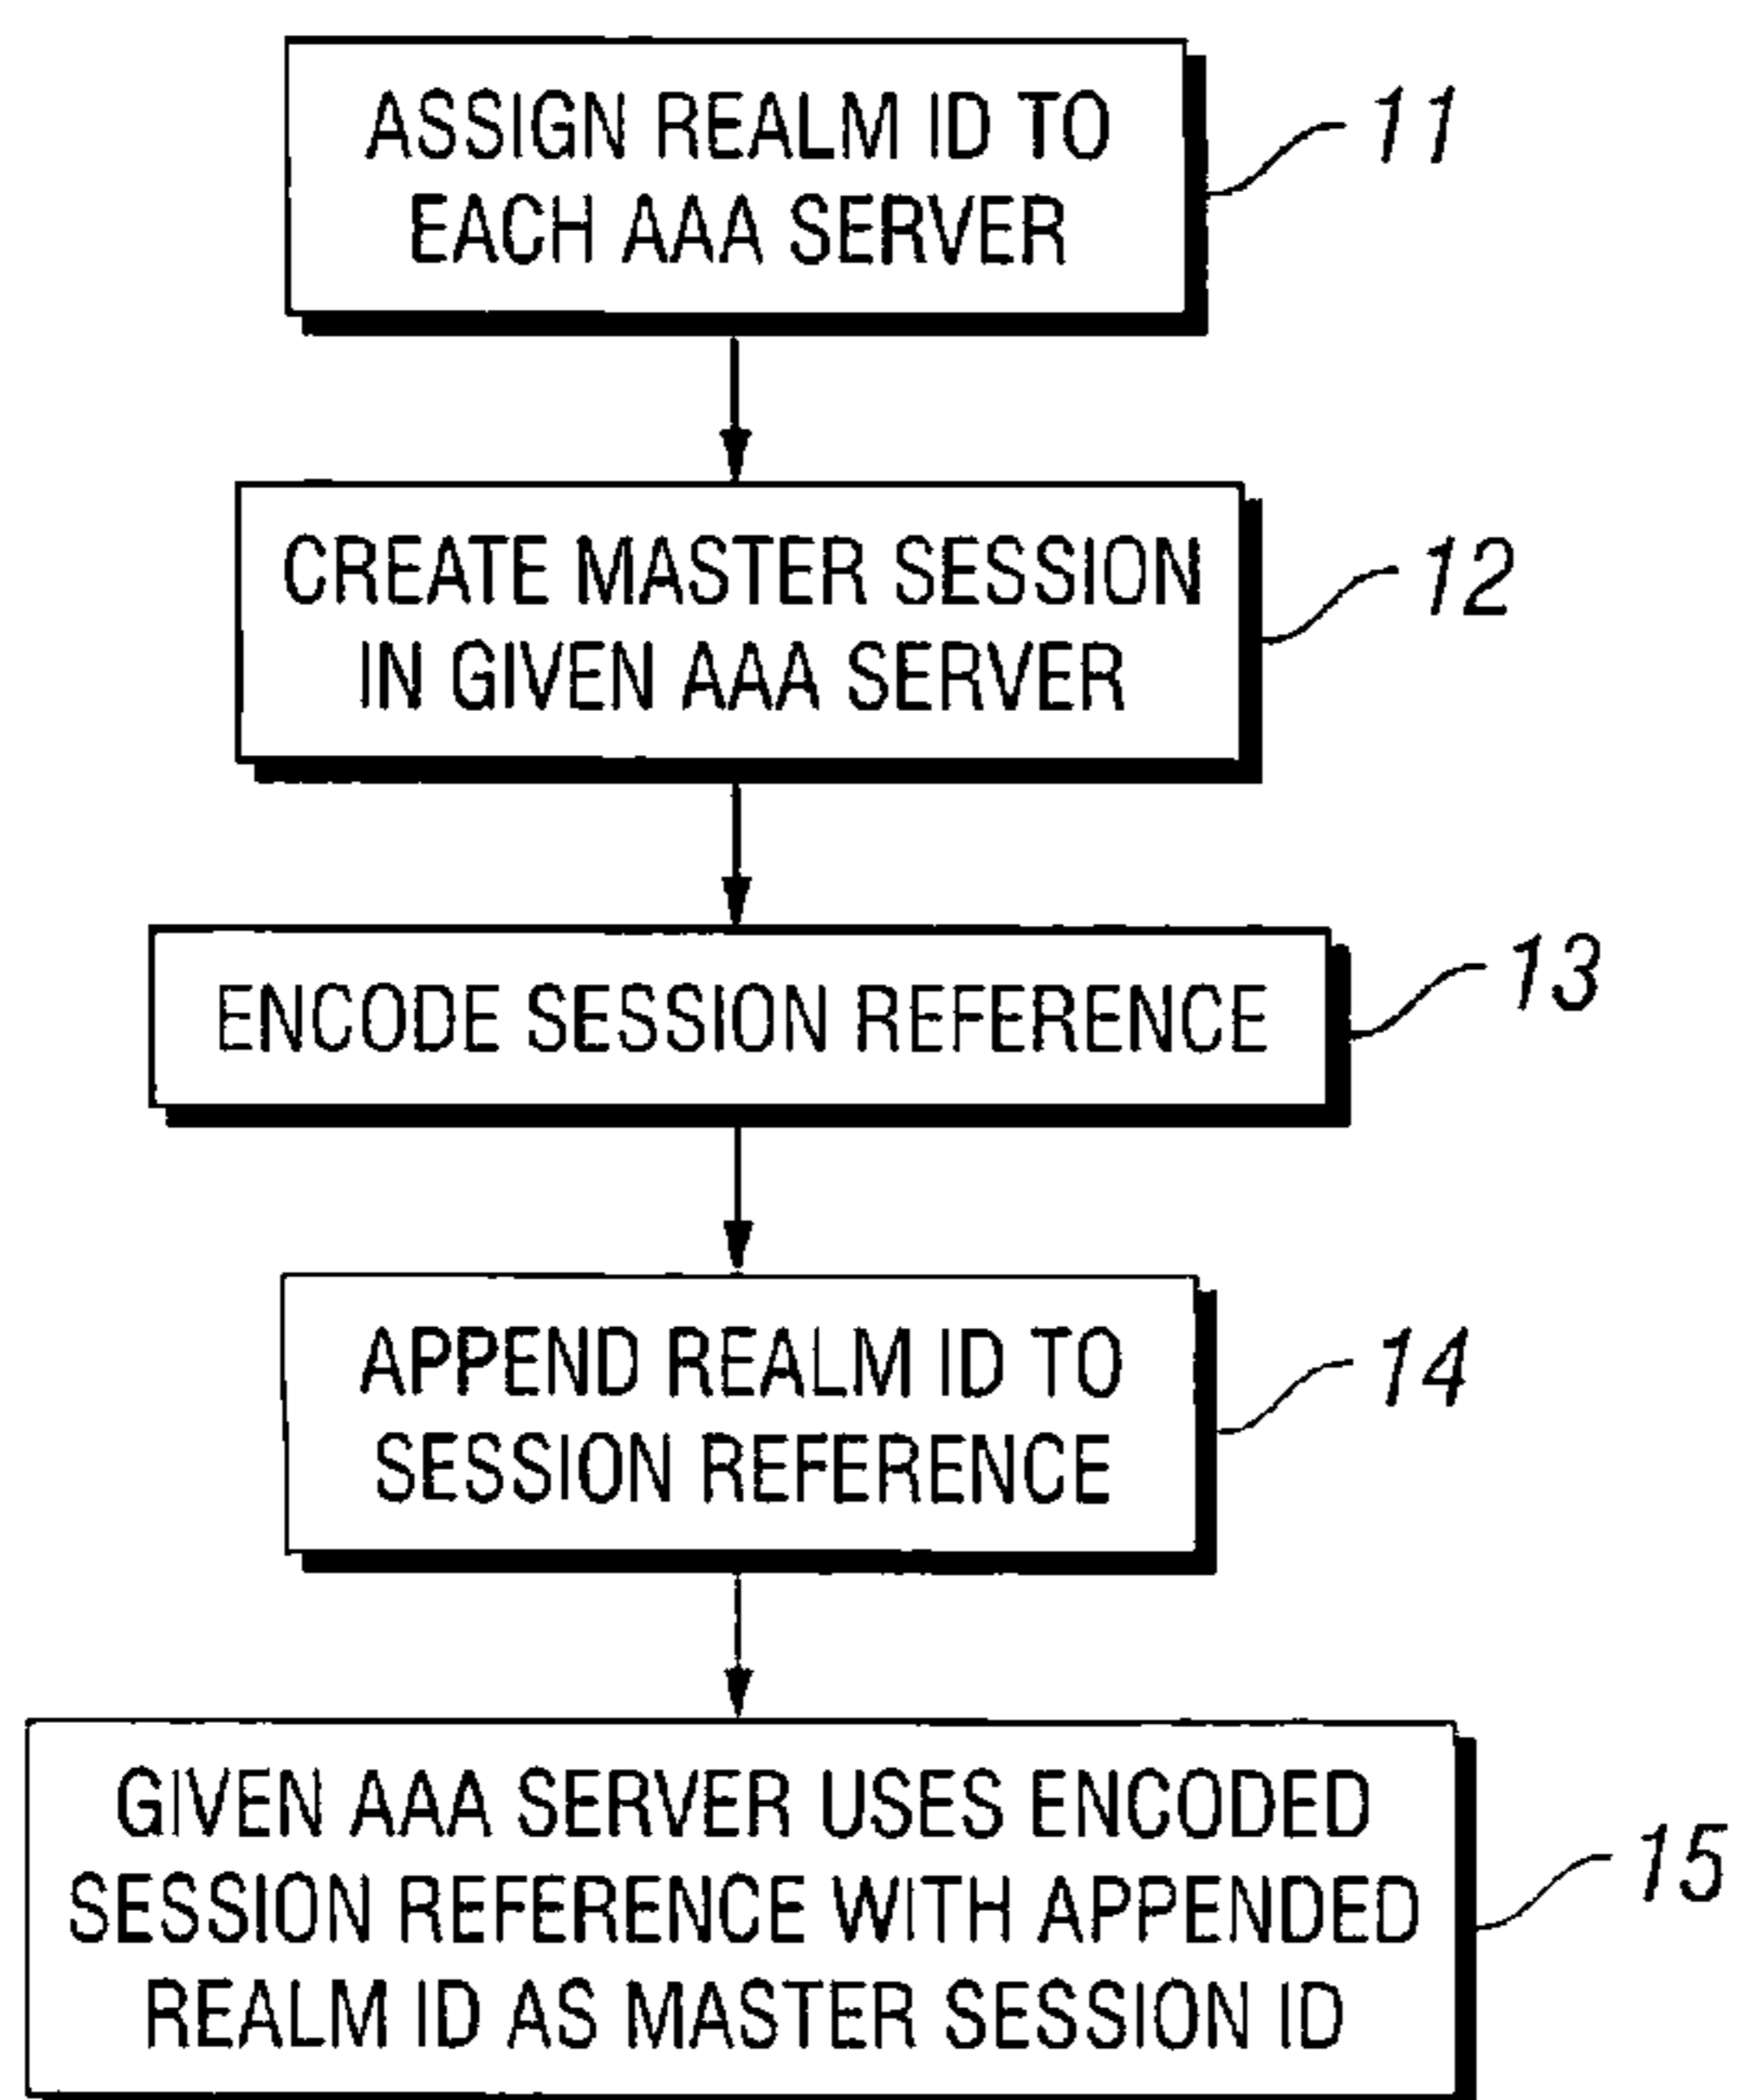 ASSIGN REALM ID TO
EACH AAA SERVER
11
CREATE MASTER SESSION
IN GIVEN AAA SERVER
12
ENCODE SESSION REFERENCE
13
APPEND REALM ID TO
SESSION REFERENCE
14
GIVEN AAA SERVER USES ENCODED
SESSION REFERENCE WITH APPENDED
REALM ID AS MASTER SESSION ID
15